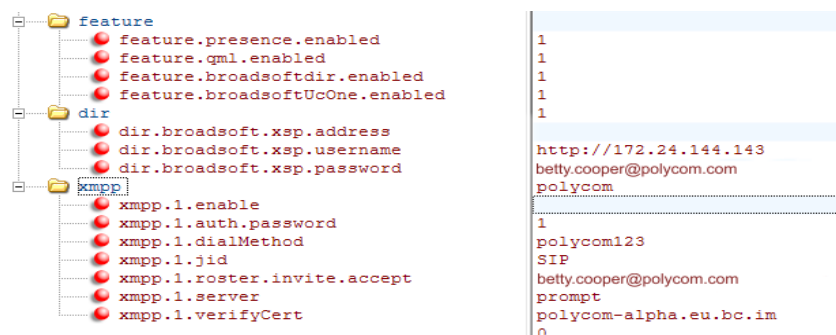 feature
feature.presence.enabled 1
feature.qml.enabled 1
feature.broadsoftdir.enabled 1
feature.broadsoftUcOne.enabled 1
dir 1
dir.broadsoft.xsp.address
dir.broadsoft.xsp.username http://172.24.144.143
dir.broadsoft.xsp.password betty.cooper@polycom.com
xmpp polycom
xmpp.1.enable
xmpp.1.auth.password 1
xmpp.1.dialMethod polycom123
xmpp.1.jid SIP
xmpp.1.roster.invite.accept betty.cooper@polycom.com
xmpp.1.server prompt
xmpp.1.verifyCert polycom-alpha.eu.bc.im